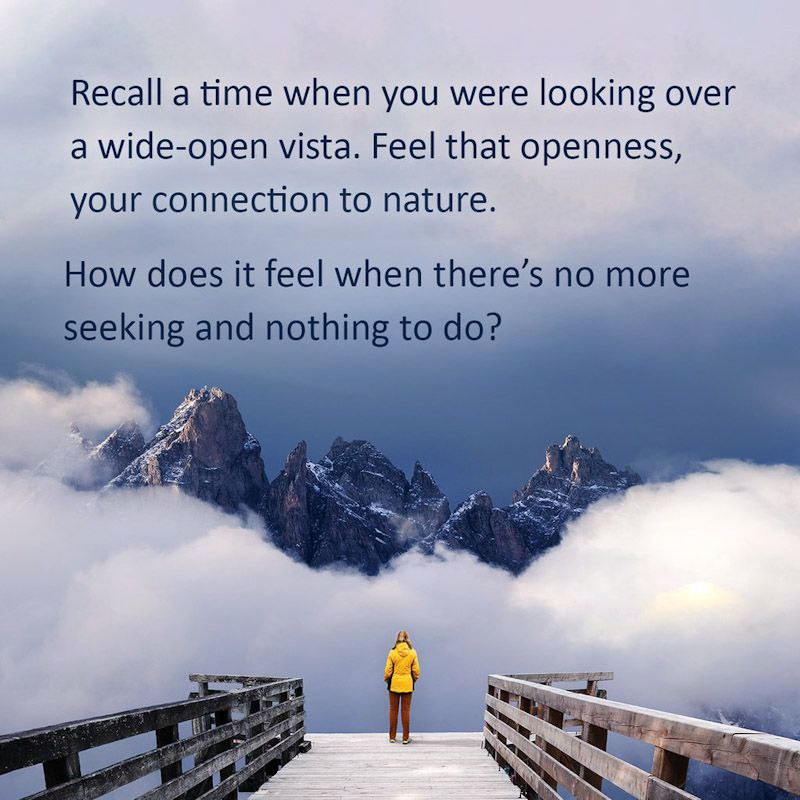 Recall a time when you were looking over
a wide-open vista. Feel that openness,
your connection to nature.
How does it feel when there’s no more
seeking and nothing to do?